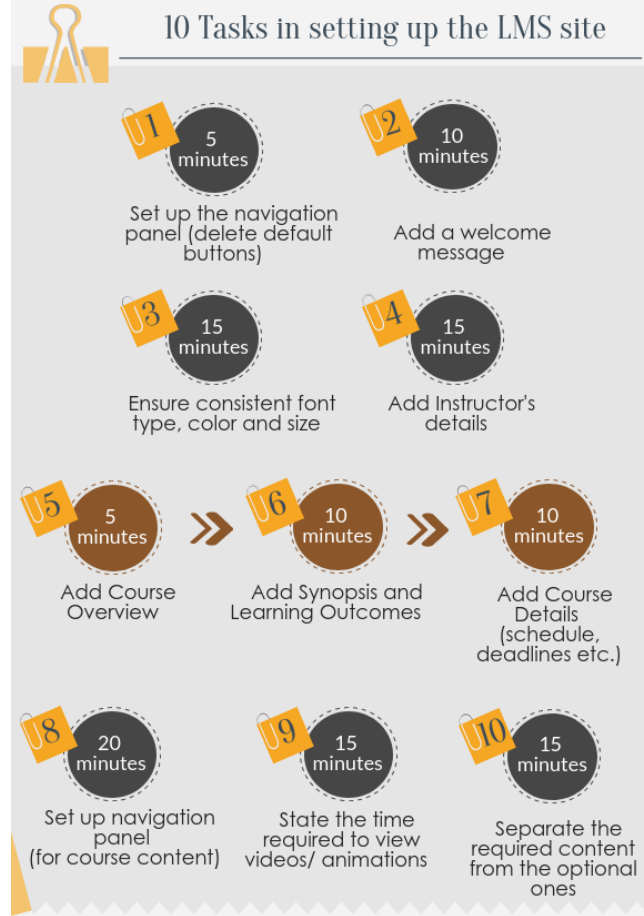 10 Tasks in setting up the LMS site
1
5
minutes
Set up the navigation
panel (delete default
buttons)
2
10
minutes
Add a welcome
message
3
15
minutes
Ensure consistent font
type, color and size
4
15
minutes
Add Instructor's
details
5
5
minutes
Add Course
Overview
6
10
minutes
Add Synopsis and
Learning Outcomes
7
10
minutes
Add Course
Details
(schedule,
deadlines etc.)
8
20
minutes
Set up navigation
panel
(for course content)
9
15
minutes
State the time
required to view
videos/ animations
10
15
minutes
Separate the
required content
from the optional
ones